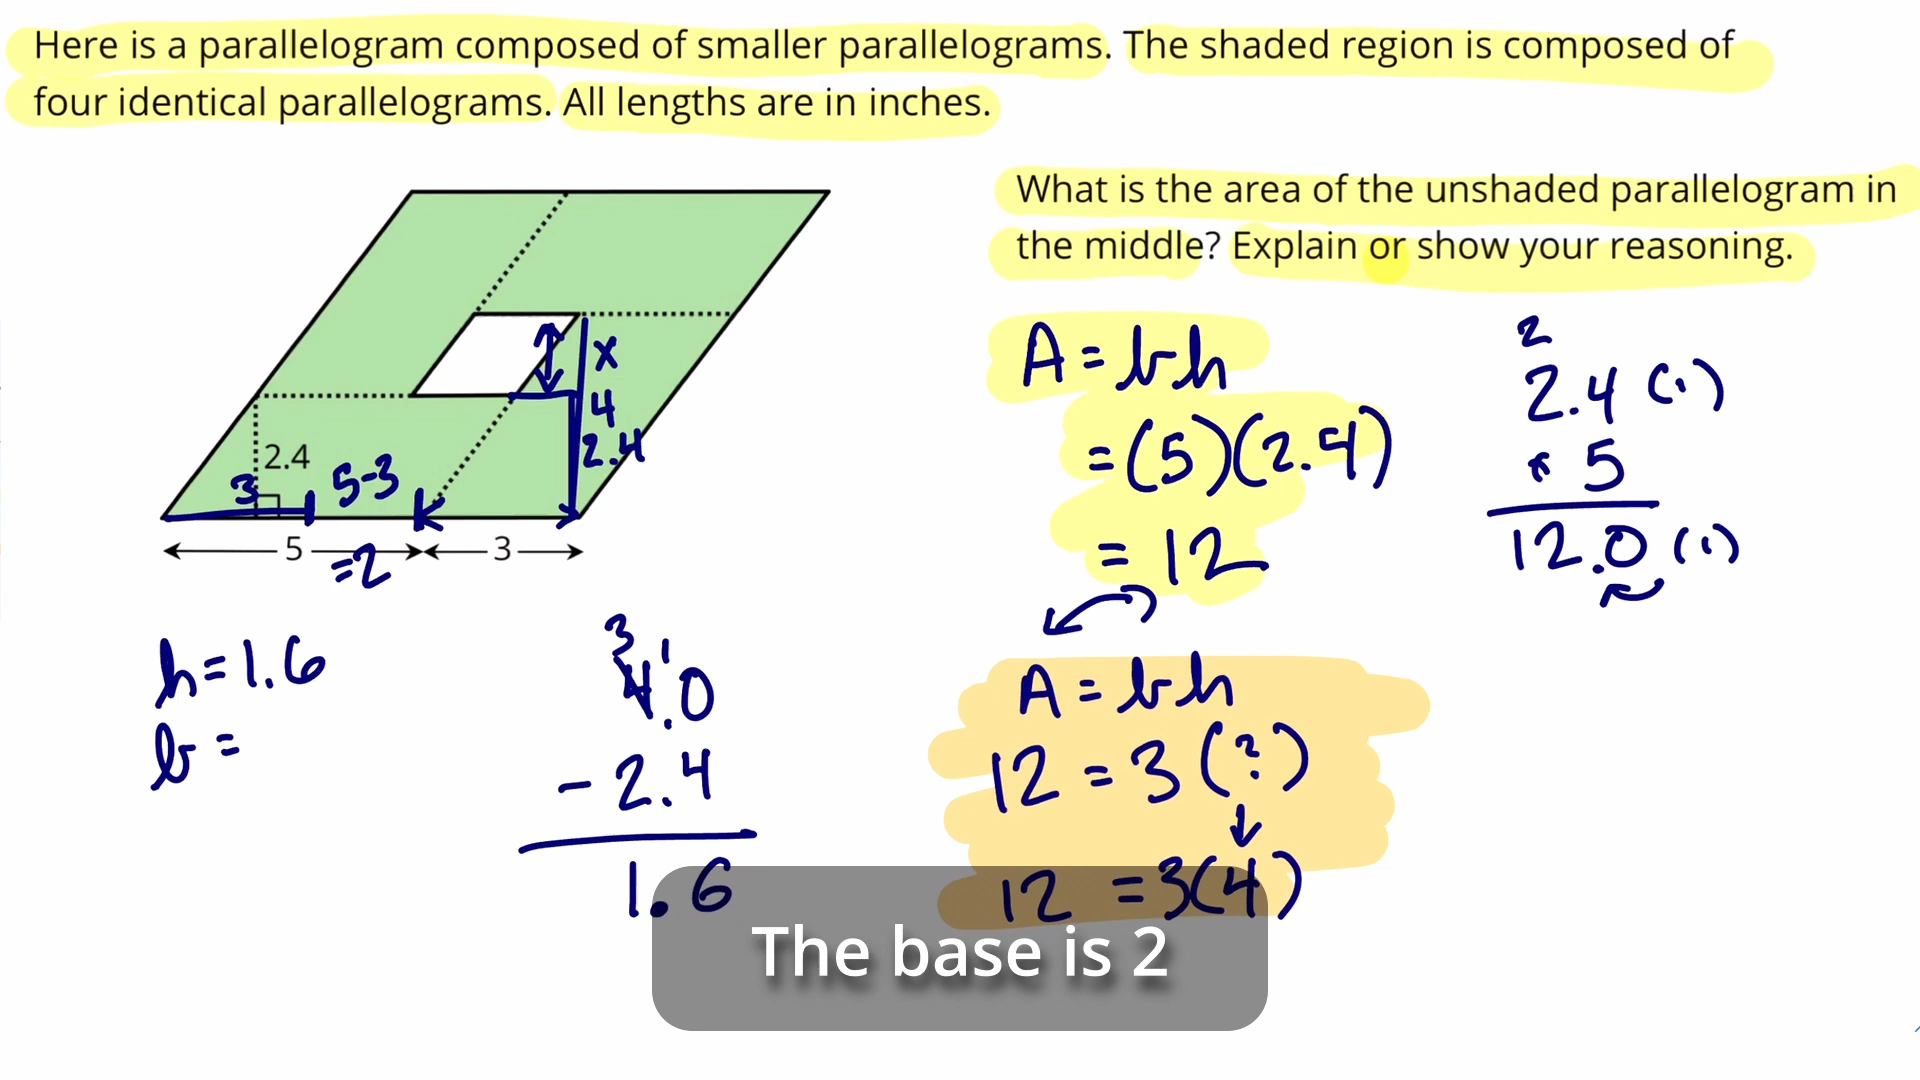 Here is a parallelogram composed of smaller parallelograms. The shaded region is composed of
four identical parallelograms. All lengths are in inches.
What is the area of the unshaded parallelogram in
the middle? Explain or show your reasoning.
x
4
2.4
2.4
3
5-3
5
3
=2
A = bh
= (5)(2.4)
= 12
2
2.4 (1)
× 5
12.0 (1)
h = 1.6
b =
3 1
4.0
- 2.4
1.6
A = bh
12 = 3 (?)
12 = 3(4)
The base is 2